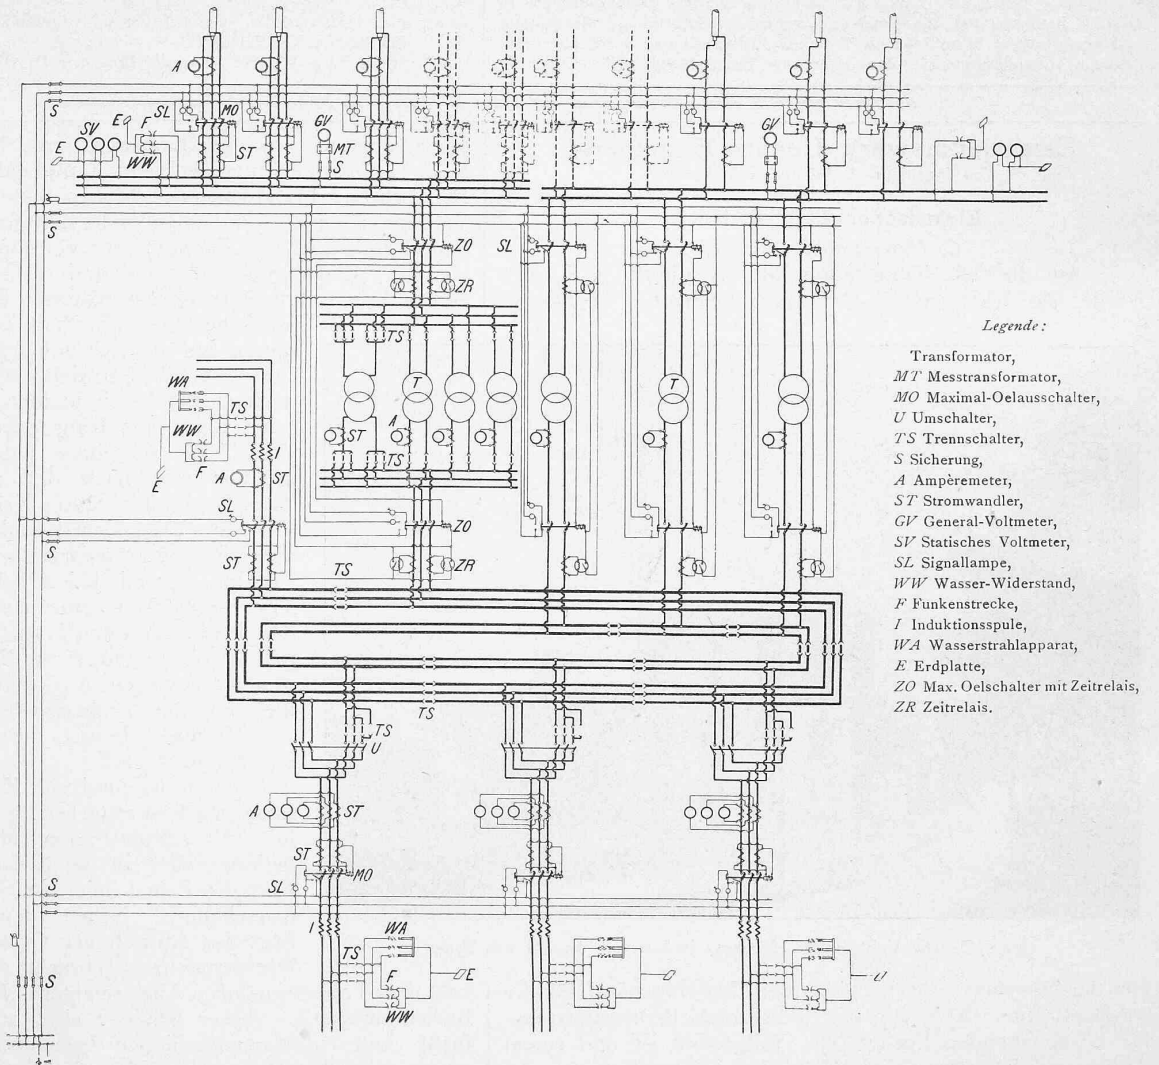 A
S
SL
MO
GV
GV
E
SV
E
F
WW
ST
MT
S
S
ZO
SL
ZR
TS
WA
TS
T
T
WW
F
I
A
ST
A
ST
E
TS
SL
ZO
S
ST
TS
ZR
TS
TS
U
A
ST
ST
MO
SL
S
I
WA
TS
F
E
S
WW
Legende:
Transformator,
MT Messtransformator,
MO Maximal-Oelausschalter,
U Umschalter,
TS Trennschalter,
S Sicherung,
A Ampèremeter,
ST Stromwandler,
GV General-Voltmeter,
SV Statisches Voltmeter,
SL Signallampe,
WW Wasser-Widerstand,
F Funkenstrecke,
I Induktionsspule,
WA Wasserstrahlapparat,
E Erdplatte,
ZO Max. Oelschalter mit Zeitrelais,
ZR Zeitrelais.